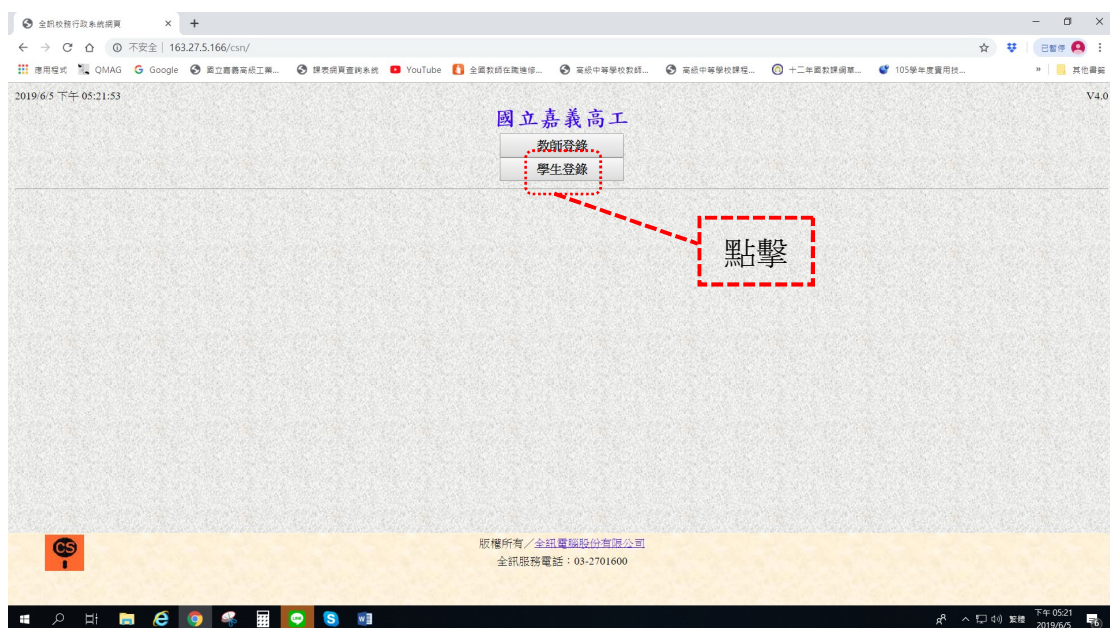 全訊校務行政系統網頁
不安全 | 163.27.5.166/csn/
已暫停
應用程式 QMAG Google 國立嘉義高級工業... 課表網頁查詢系統 YouTube 全國教師在職進修... 高級中等學校教師... 高級中等學校課程... 十二年國教課綱單... 105學年度實用技... » 其他書籤
2019/6/5 下午 05:21:53
V4.0
國立嘉義高工
教師登錄
學生登錄
點擊
CS
版權所有／全訊電腦股份有限公司
全訊服務電話：03-2701600
LINE
繁體
下午 05:21
2019/6/5
6